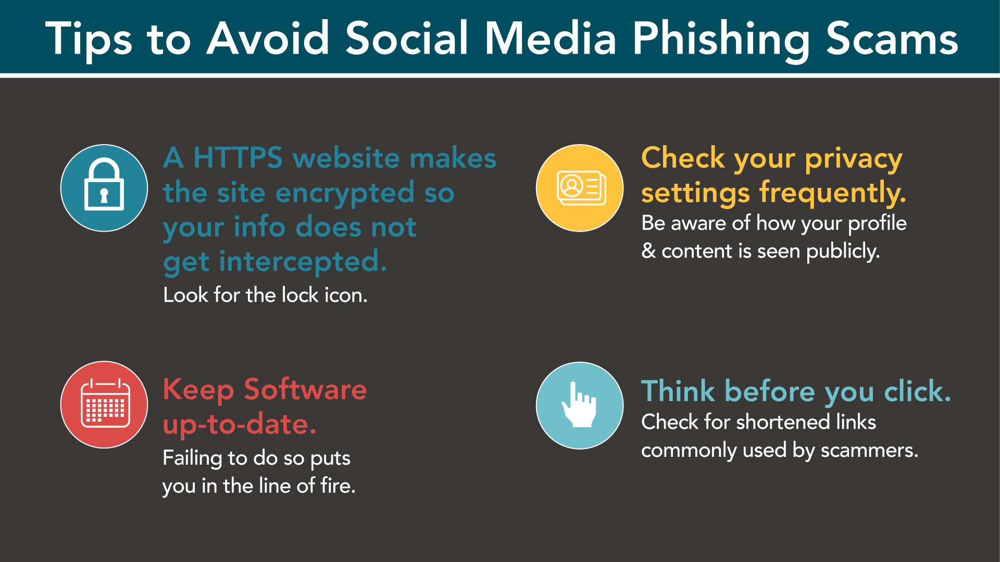 Tips to Avoid Social Media Phishing Scams
A HTTPS website makes
the site encrypted so
your info does not
get intercepted.
Look for the lock icon.
Check your privacy
settings frequently.
Be aware of how your profile
& content is seen publicly.
Keep Software
up-to-date.
Failing to do so puts
you in the line of fire.
Think before you click.
Check for shortened links
commonly used by scammers.